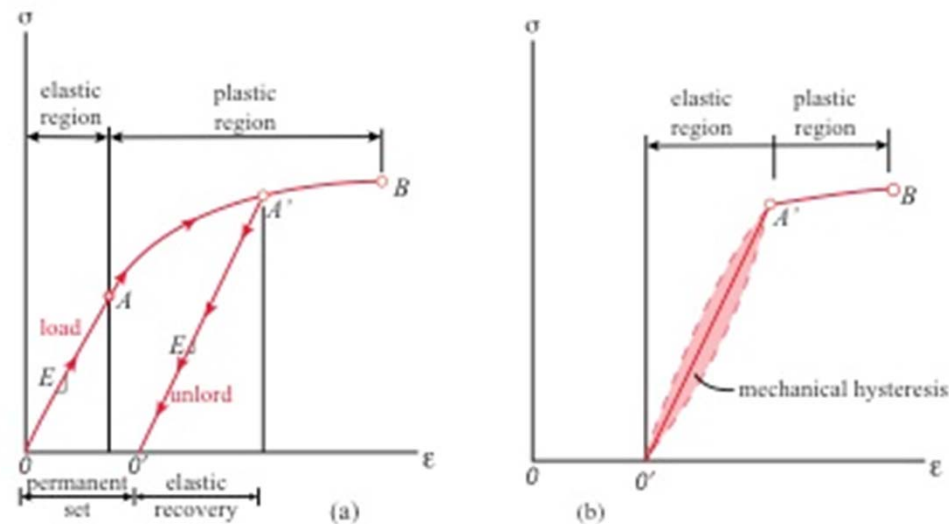 σ
elastic
region
plastic
region
B
A'
A
load
E
E
unlord
0
0'
ε
permanent
set
elastic
recovery
(a)
σ
elastic
region
plastic
region
B
A'
mechanical hysteresis
0
0'
ε
(b)